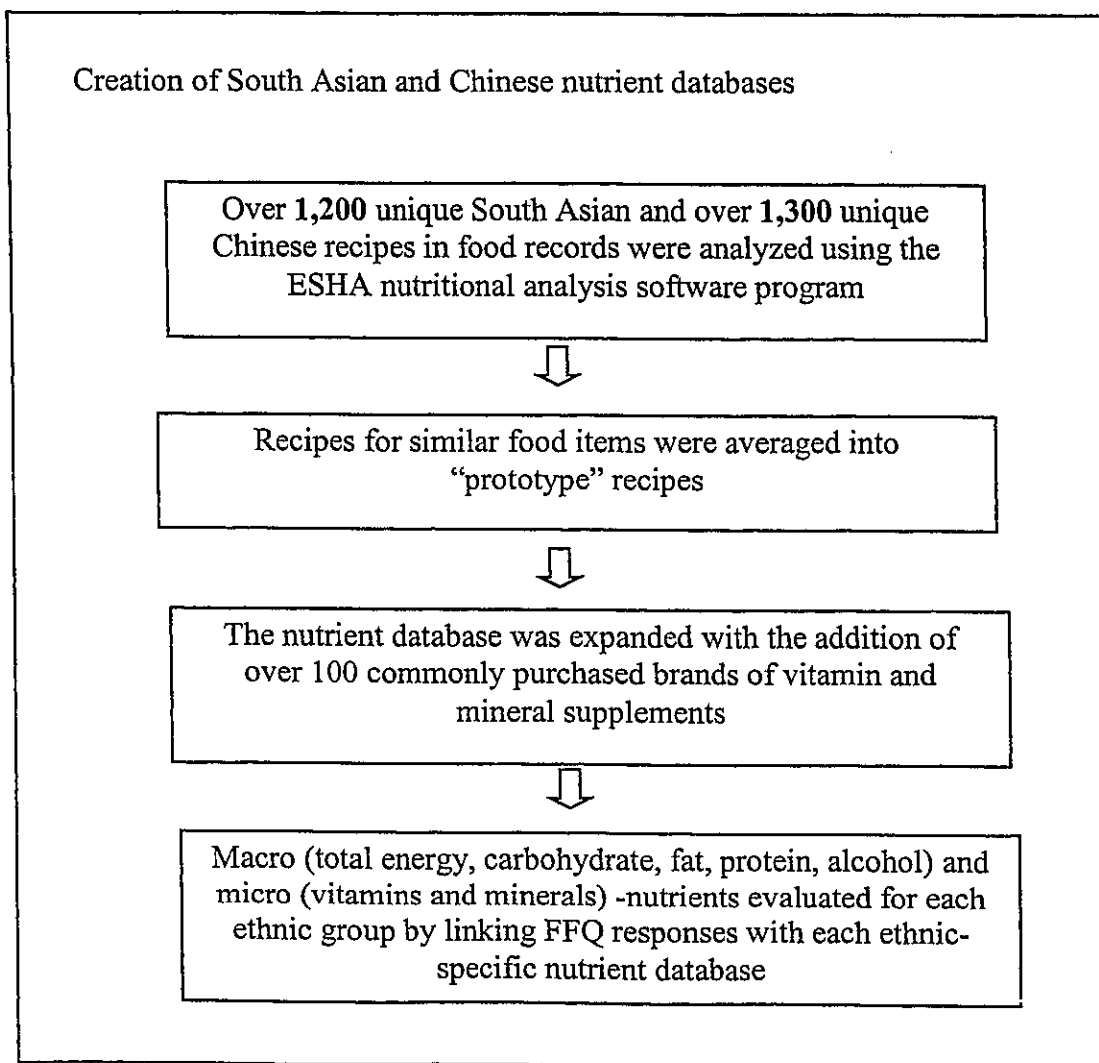 Creation of South Asian and Chinese nutrient databases
Over 1,200 unique South Asian and over 1,300 unique
Chinese recipes in food records were analyzed using the
ESHA nutritional analysis software program
Recipes for similar food items were averaged into
“prototype” recipes
The nutrient database was expanded with the addition of
over 100 commonly purchased brands of vitamin and
mineral supplements
Macro (total energy, carbohydrate, fat, protein, alcohol) and
micro (vitamins and minerals) -nutrients evaluated for each
ethnic group by linking FFQ responses with each ethnic-
specific nutrient database